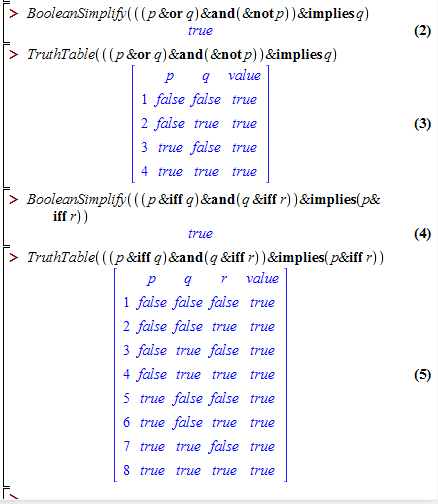 > BooleanSimplify(((p &or q)&and(&not p))&implies q)
true (2)
> TruthTable(((p &or q)&and(&not p))&implies q)
p q value
1 false false true
2 false true true
3 true false true
4 true true true
(3)
> BooleanSimplify(((p &iff q)&and(q &iff r))&implies(p&
iff r))
true (4)
> TruthTable(((p &iff q)&and(q &iff r))&implies(p&iff r))
p q r value
1 false false false true
2 false false true true
3 false true false true
4 false true true true
5 true false false true
6 true false true true
7 true true false true
8 true true true true
(5)
>